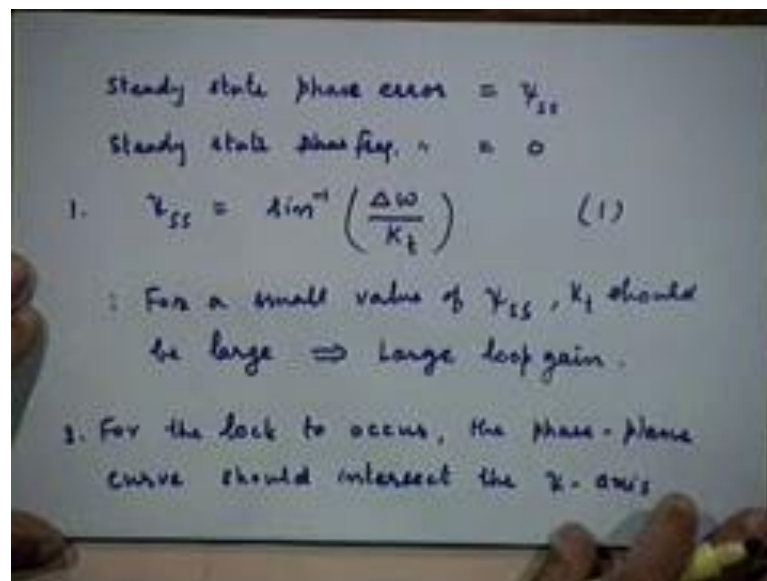 Steady state phase error = ψss
Steady state freq. " = 0
1. ψss = sin⁻¹ (Δω / Kt) (1)
: For a small value of ψss, Kt should
be large ⇒ Large loop gain.
2. For the lock to occur, the phase-plane
curve should intersect the ψ-axis